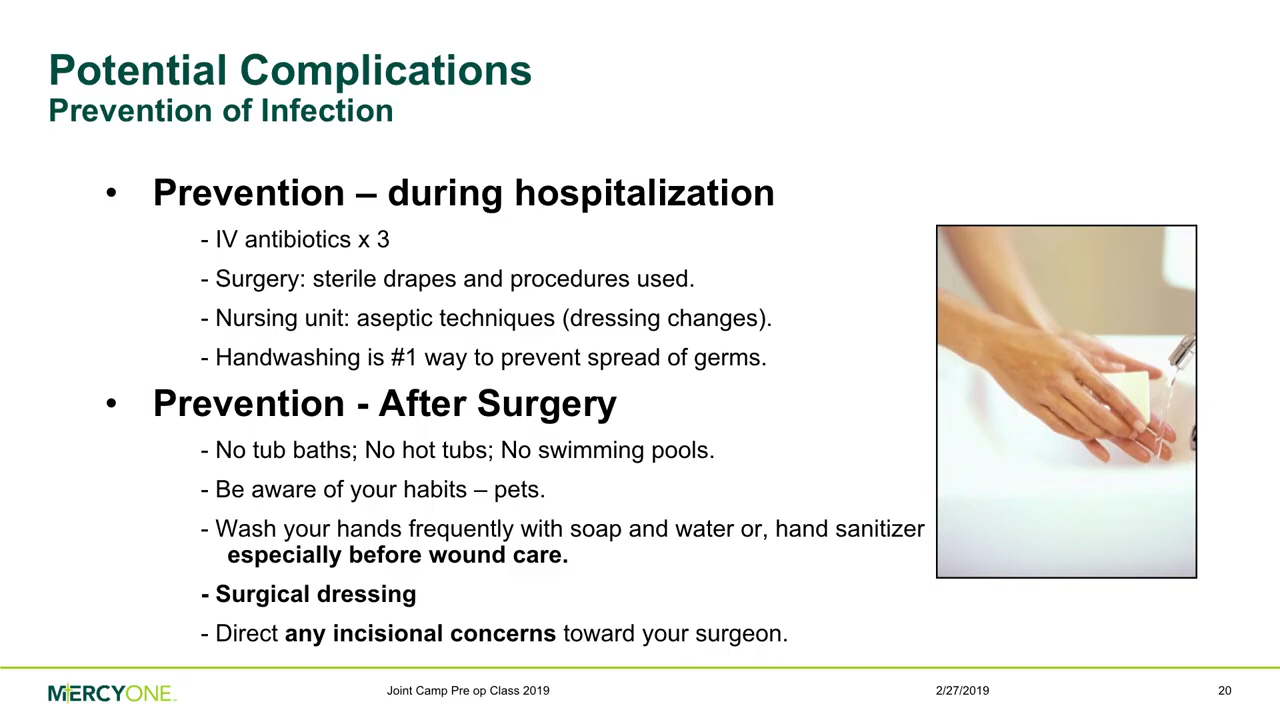 Potential Complications
Prevention of Infection
• Prevention – during hospitalization
- IV antibiotics x 3
- Surgery: sterile drapes and procedures used.
- Nursing unit: aseptic techniques (dressing changes).
- Handwashing is #1 way to prevent spread of germs.
• Prevention - After Surgery
- No tub baths; No hot tubs; No swimming pools.
- Be aware of your habits – pets.
- Wash your hands frequently with soap and water or, hand sanitizer
especially before wound care.
- Surgical dressing
- Direct any incisional concerns toward your surgeon.
MERCYONE
Joint Camp Pre op Class 2019
2/27/2019
20